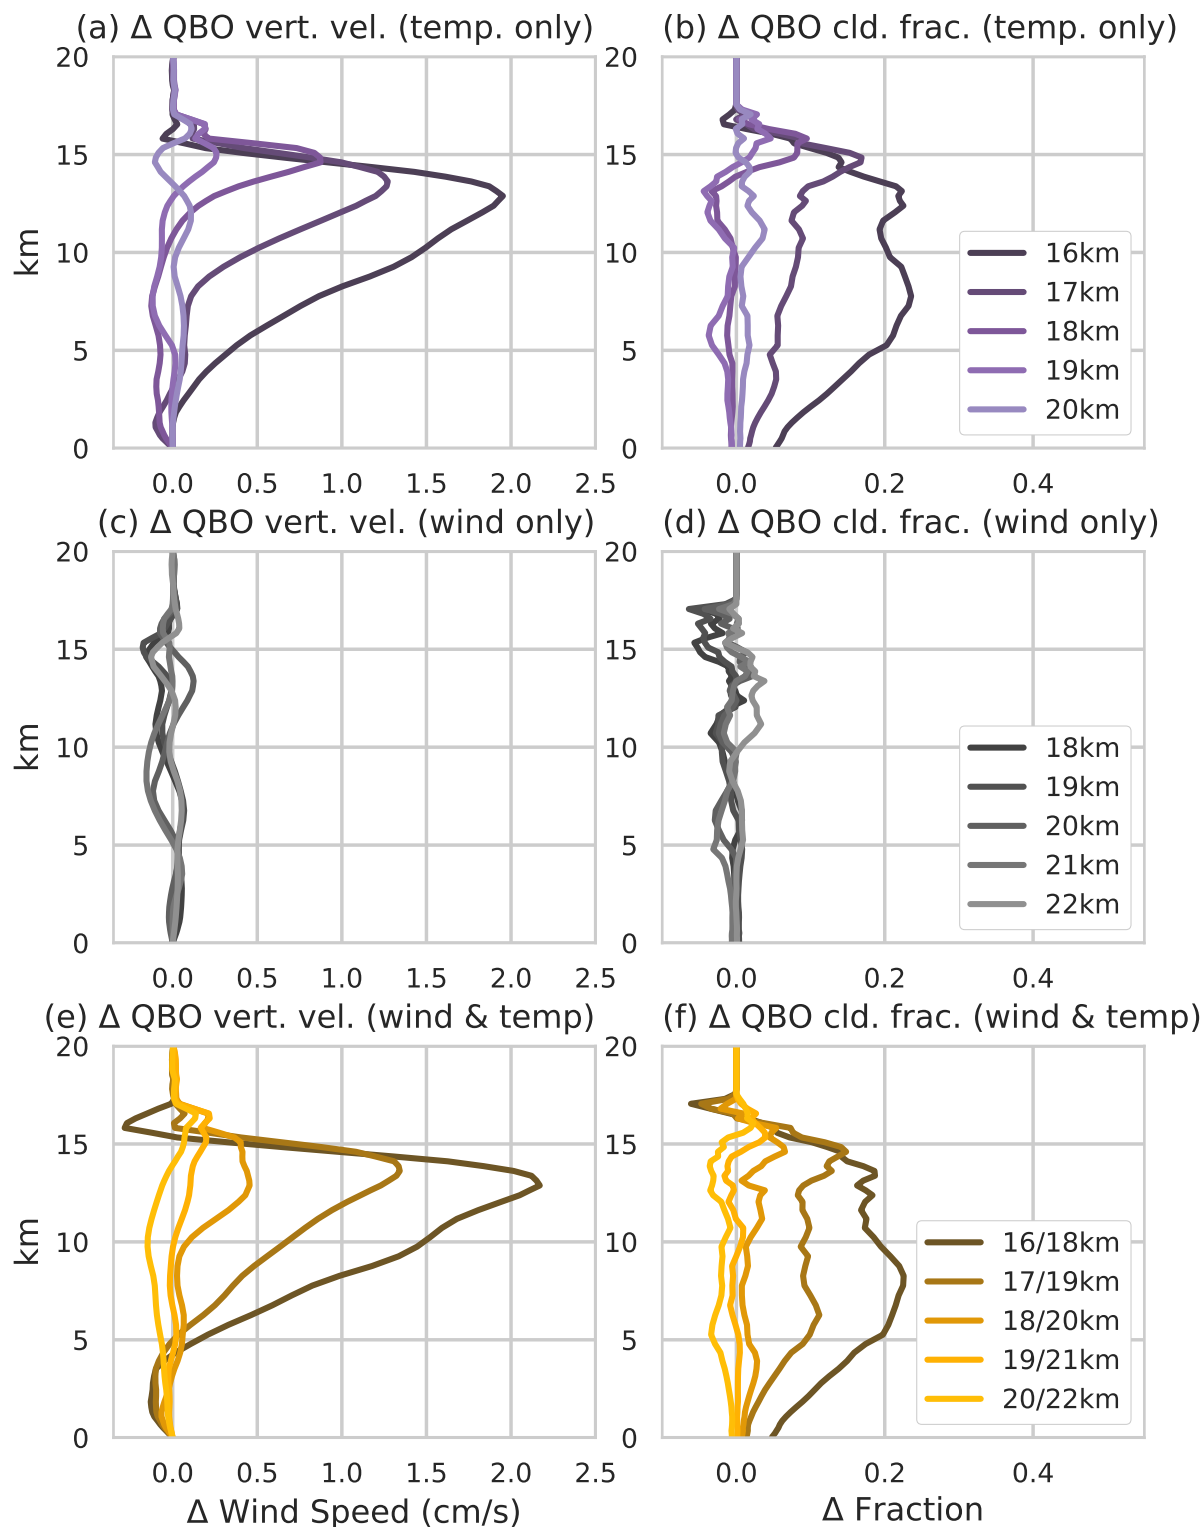 (a) Δ QBO vert. vel. (temp. only)
(b) Δ QBO cld. frac. (temp. only)
20
15
10
5
0
km
0.0 0.5 1.0 1.5 2.0 2.5
20
15
10
5
0
0.0 0.2 0.4
16km
17km
18km
19km
20km
(c) Δ QBO vert. vel. (wind only)
(d) Δ QBO cld. frac. (wind only)
20
15
10
5
0
km
0.0 0.5 1.0 1.5 2.0 2.5
20
15
10
5
0
0.0 0.2 0.4
18km
19km
20km
21km
22km
(e) Δ QBO vert. vel. (wind & temp)
(f) Δ QBO cld. frac. (wind & temp)
20
15
10
5
0
km
0.0 0.5 1.0 1.5 2.0 2.5
Δ Wind Speed (cm/s)
20
15
10
5
0
0.0 0.2 0.4
Δ Fraction
16/18km
17/19km
18/20km
19/21km
20/22km